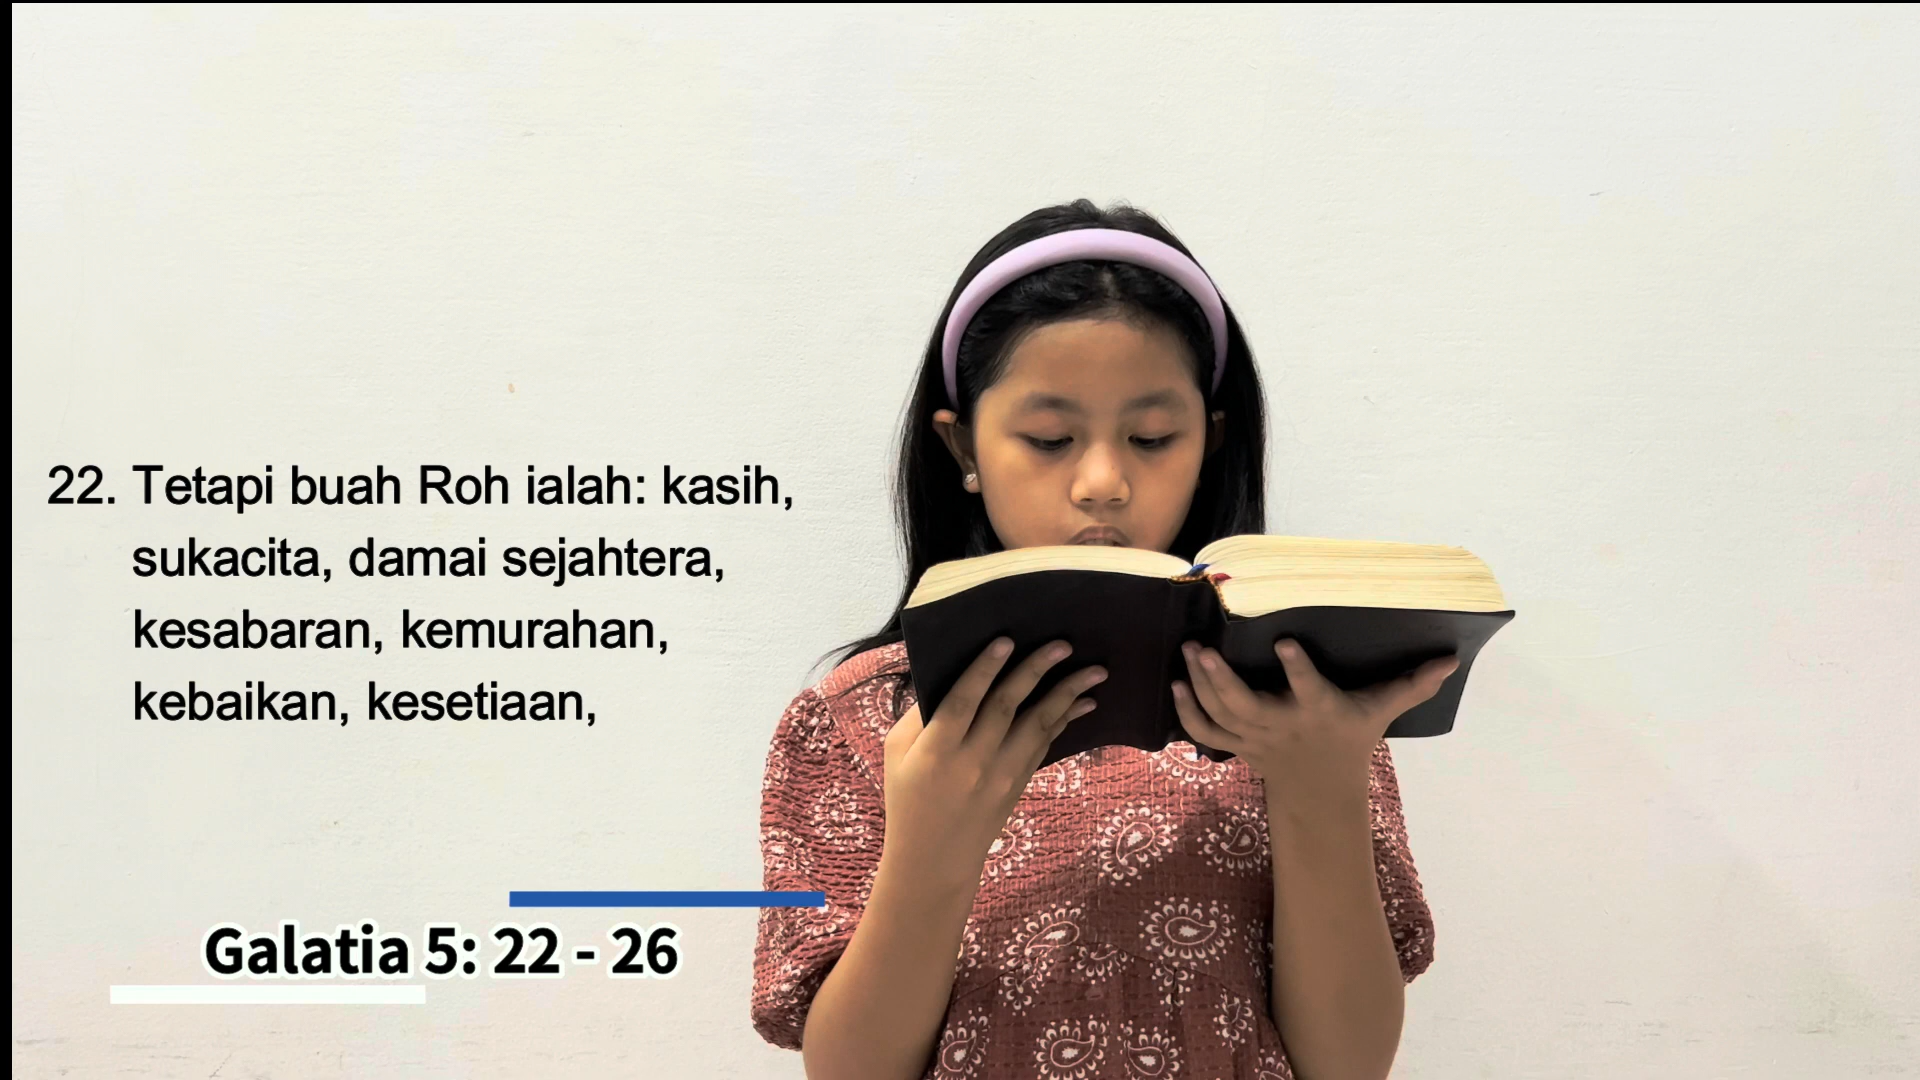 22. Tetapi buah Roh ialah: kasih,
sukacita, damai sejahtera,
kesabaran, kemurahan,
kebaikan, kesetiaan,
Galatia 5: 22 - 26